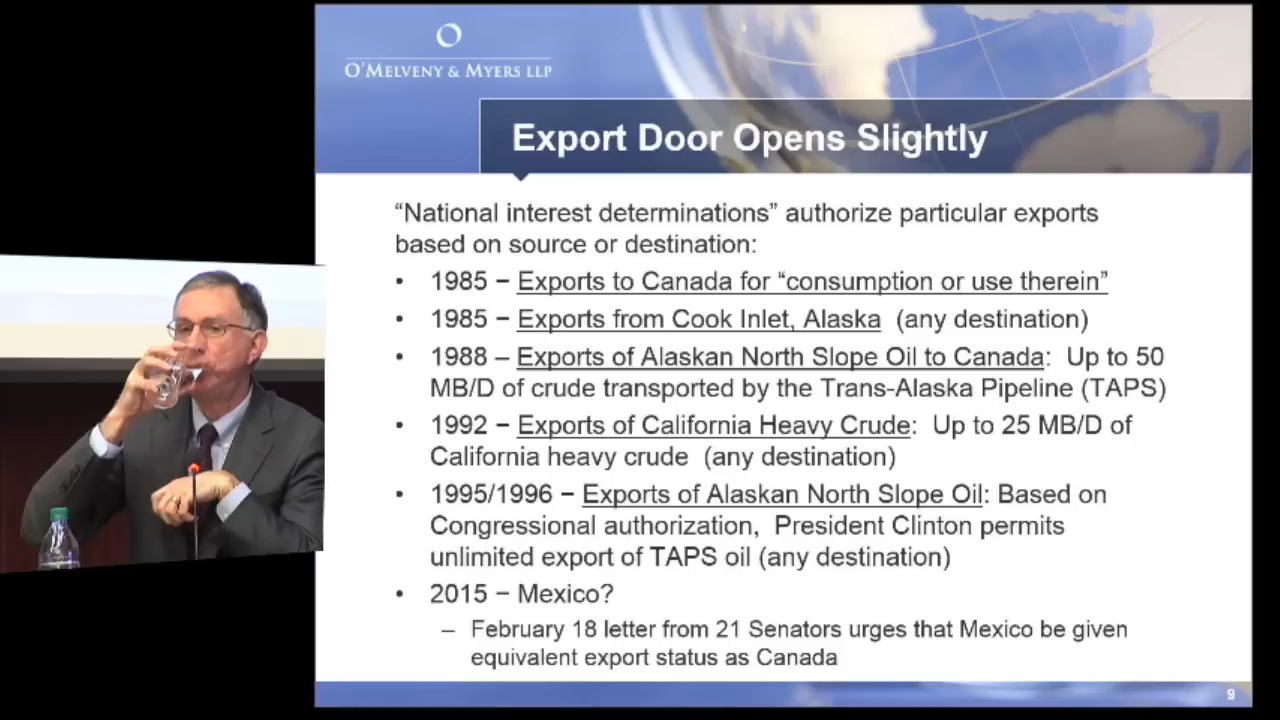 O'MELVENY & MYERS LLP
Export Door Opens Slightly
“National interest determinations” authorize particular exports
based on source or destination:
• 1985 – Exports to Canada for “consumption or use therein”
• 1985 – Exports from Cook Inlet, Alaska (any destination)
• 1988 – Exports of Alaskan North Slope Oil to Canada: Up to 50
MB/D of crude transported by the Trans-Alaska Pipeline (TAPS)
• 1992 – Exports of California Heavy Crude: Up to 25 MB/D of
California heavy crude (any destination)
• 1995/1996 – Exports of Alaskan North Slope Oil: Based on
Congressional authorization, President Clinton permits
unlimited export of TAPS oil (any destination)
• 2015 – Mexico?
– February 18 letter from 21 Senators urges that Mexico be given
equivalent export status as Canada
9